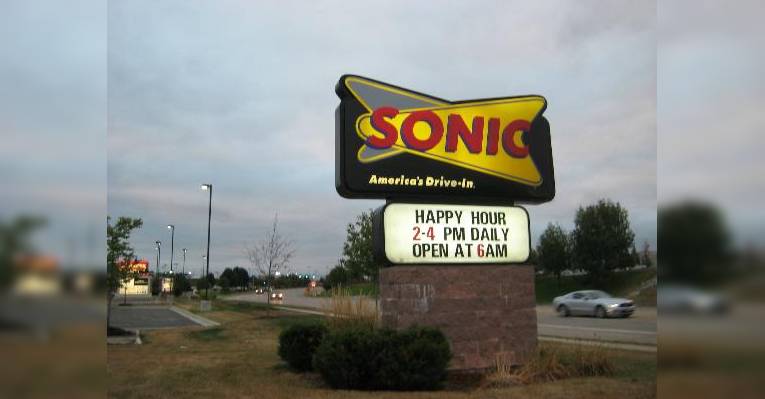 SONIC
America's Drive-In.
HAPPY HOUR
2-4 PM DAILY
OPEN AT 6AM